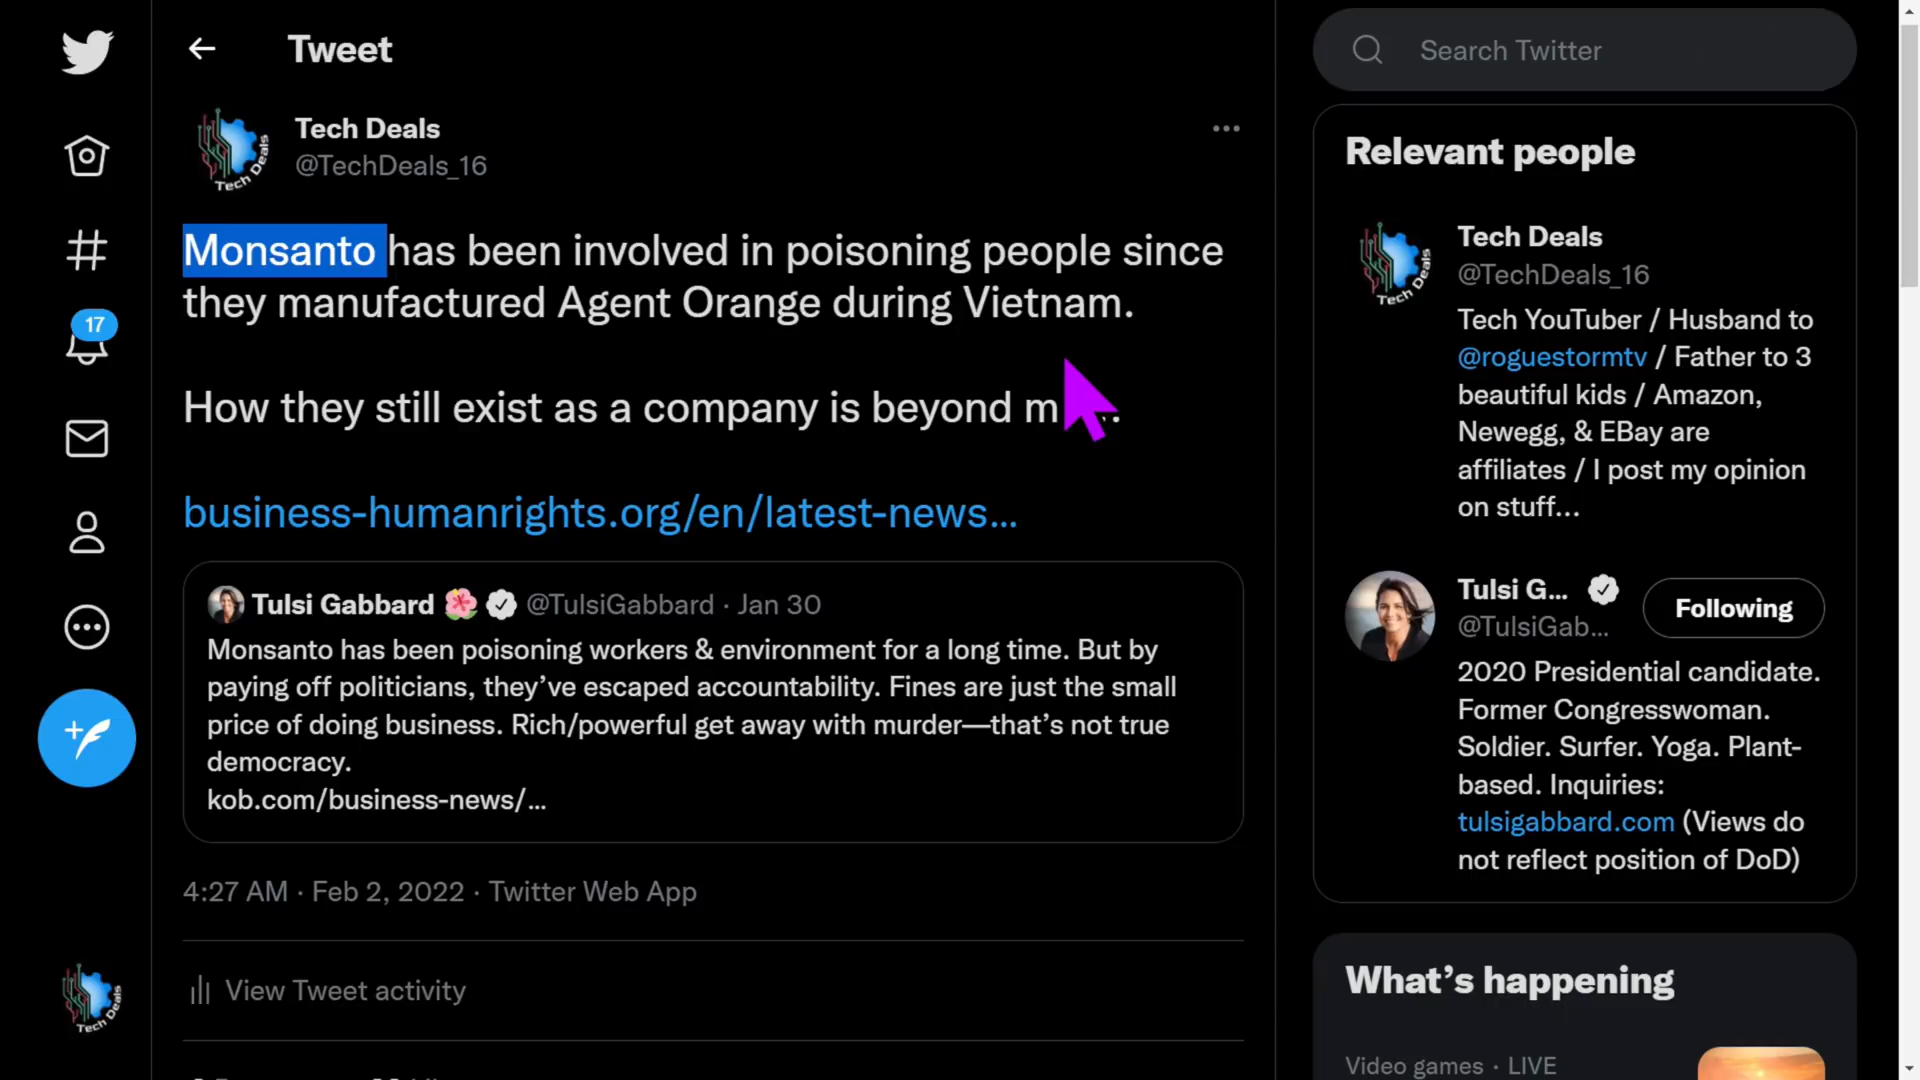 Tweet
Tech Deals
Tech Deals
@TechDeals_16
Monsanto has been involved in poisoning people since
they manufactured Agent Orange during Vietnam.
How they still exist as a company is beyond m
business-humanrights.org/en/latest-news...
Tulsi Gabbard @TulsiGabbard · Jan 30
Monsanto has been poisoning workers & environment for a long time. But by
paying off politicians, they’ve escaped accountability. Fines are just the small
price of doing business. Rich/powerful get away with murder—that’s not true
democracy.
kob.com/business-news/...
4:27 AM · Feb 2, 2022 · Twitter Web App
View Tweet activity
17
Tech Deals
Search Twitter
Relevant people
Tech Deals
Tech Deals
@TechDeals_16
Tech YouTuber / Husband to
@roguestormtv / Father to 3
beautiful kids / Amazon,
Newegg, & EBay are
affiliates / I post my opinion
on stuff...
Tulsi G...
@TulsiGab...
Following
2020 Presidential candidate.
Former Congresswoman.
Soldier. Surfer. Yoga. Plant-
based. Inquiries:
tulsigabbard.com (Views do
not reflect position of DoD)
What’s happening
Video games · LIVE